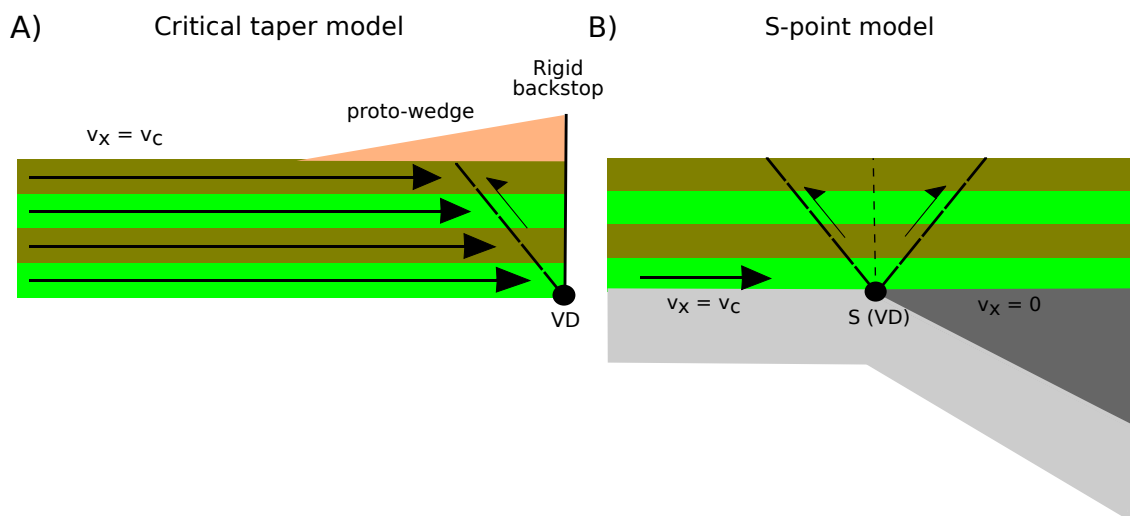 A)
Critical taper model
Rigid
backstop
proto-wedge
vx = vc
VD
B)
S-point model
vx = vc
S (VD)
vx = 0